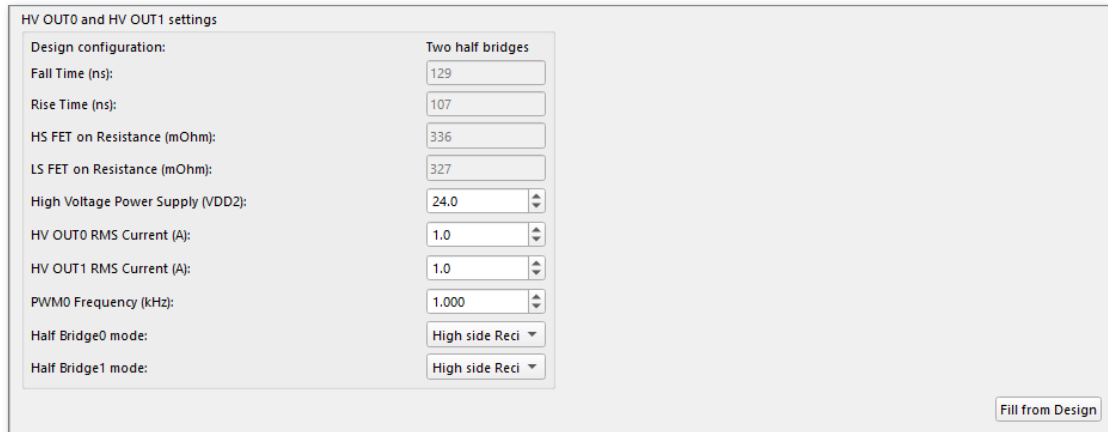 HV OUT0 and HV OUT1 settings
Design configuration: Two half bridges
Fall Time (ns): 129
Rise Time (ns): 107
HS FET on Resistance (mOhm): 336
LS FET on Resistance (mOhm): 327
High Voltage Power Supply (VDD2): 24.0
HV OUT0 RMS Current (A): 1.0
HV OUT1 RMS Current (A): 1.0
PWM0 Frequency (kHz): 1.000
Half Bridge0 mode: High side Reci
Half Bridge1 mode: High side Reci
Fill from Design